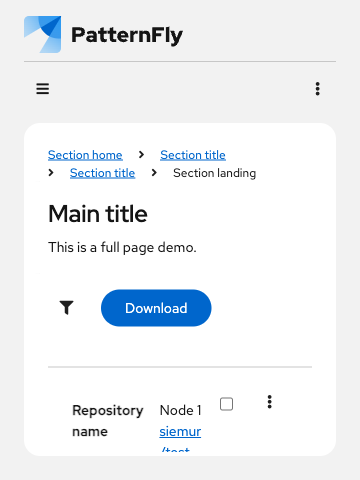 PatternFly
Section home > Section title
> Section title > Section landing
Main title
This is a full page demo.
Download
Repository name
Node 1
siemur
/test